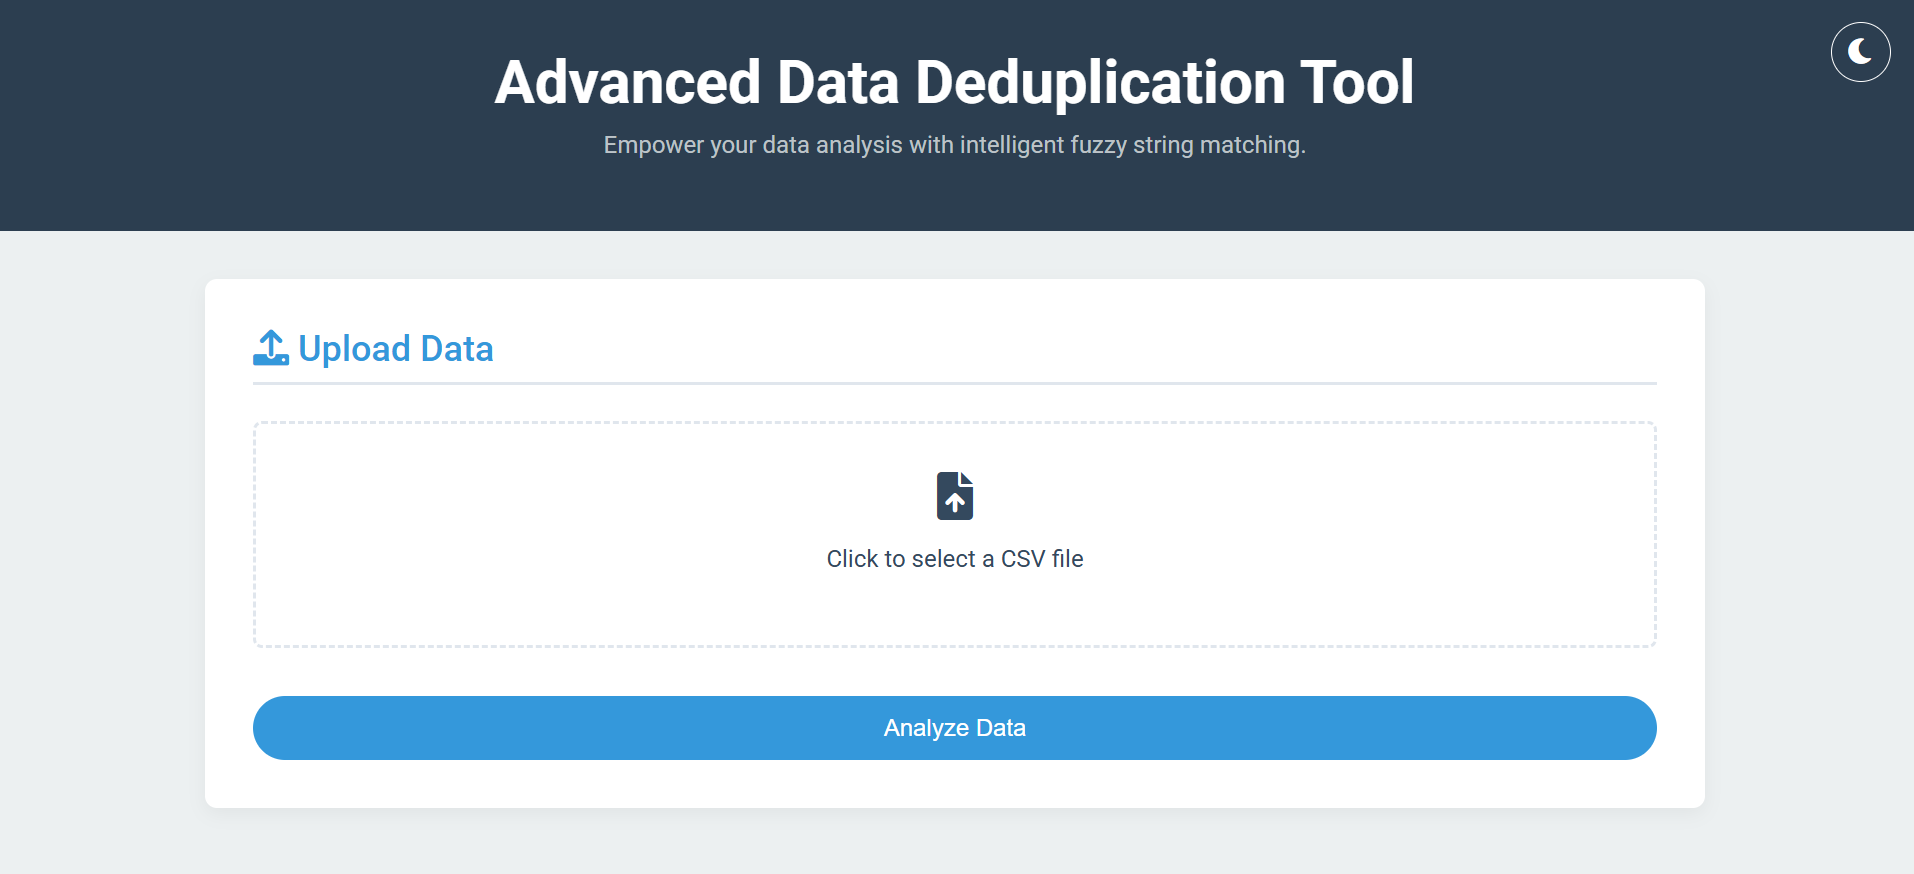 Advanced Data Deduplication Tool
Empower your data analysis with intelligent fuzzy string matching.
Upload Data
Click to select a CSV file
Analyze Data